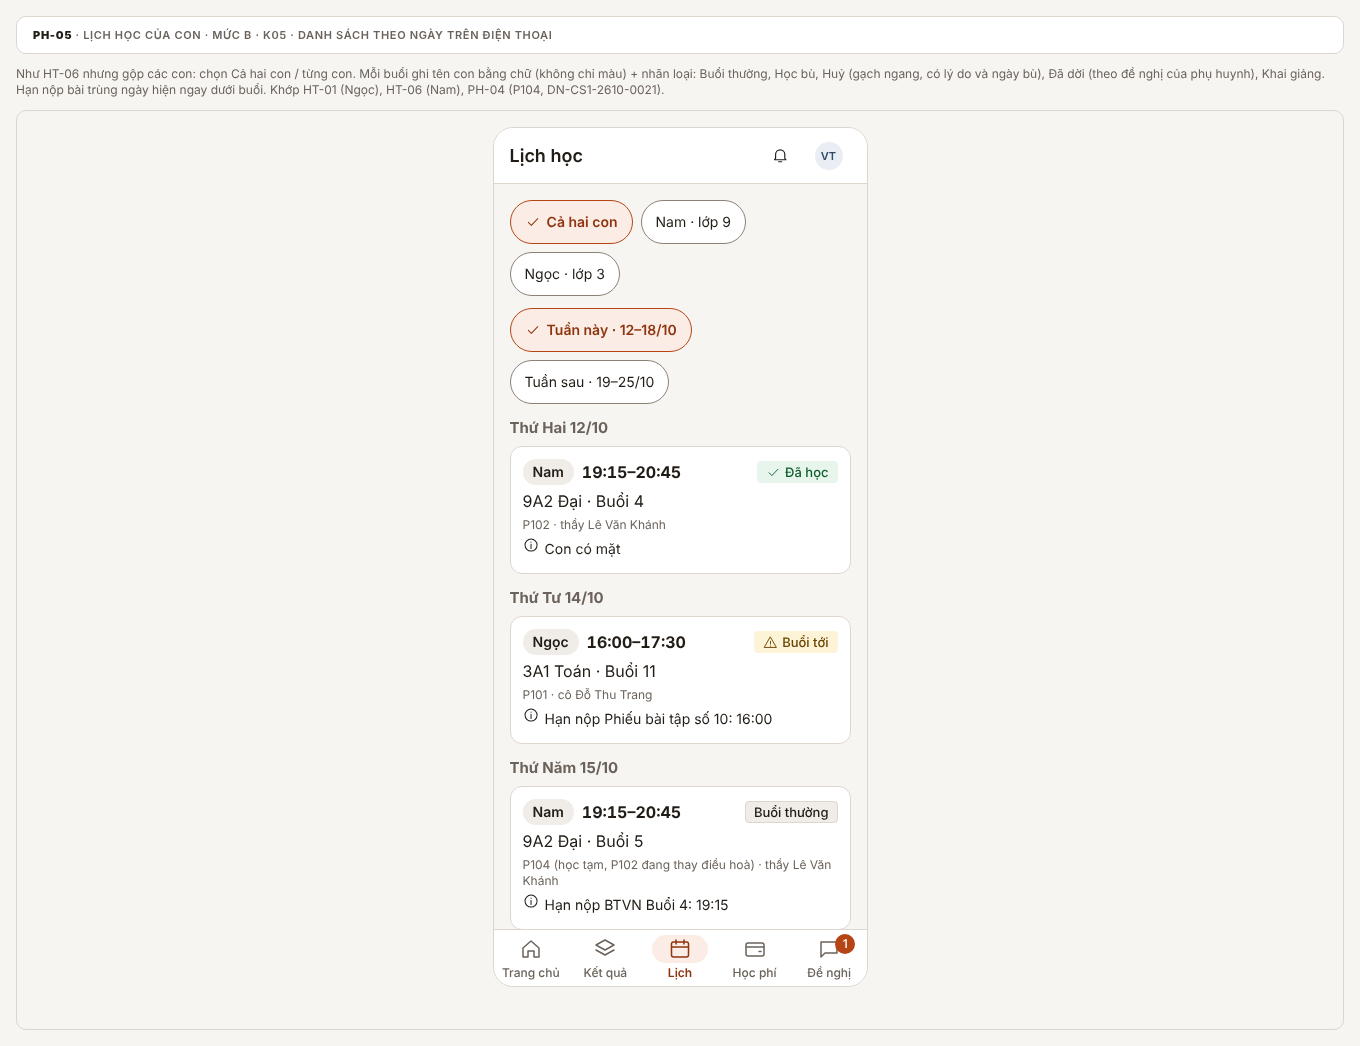 PH-05 · LỊCH HỌC CỦA CON · MỨC B · K05 · DANH SÁCH THEO NGÀY TRÊN ĐIỆN THOẠI
Như HT-06 nhưng gộp các con: chọn Cả hai con / từng con. Mỗi buổi ghi tên con bằng chữ (không chỉ màu) + nhãn loại: Buổi thường, Học bù, Huỷ (gạch ngang, có lý do và ngày bù), Đã dời (theo đề nghị của phụ huynh), Khai giảng.
Hạn nộp bài trùng ngày hiện ngay dưới buổi. Khớp HT-01 (Ngọc), HT-06 (Nam), PH-04 (P104, DN-CS1-2610-0021).
Lịch học
VT
Cả hai con
Nam · lớp 9
Ngọc · lớp 3
Tuần này · 12–18/10
Tuần sau · 19–25/10
Thứ Hai 12/10
Nam 19:15–20:45
Đã học
9A2 Đại · Buổi 4
P102 · thầy Lê Văn Khánh
Con có mặt
Thứ Tư 14/10
Ngọc 16:00–17:30
Buổi tới
3A1 Toán · Buổi 11
P101 · cô Đỗ Thu Trang
Hạn nộp Phiếu bài tập số 10: 16:00
Thứ Năm 15/10
Nam 19:15–20:45
Buổi thường
9A2 Đại · Buổi 5
P104 (học tạm, P102 đang thay điều hoà) · thầy Lê Văn
Khánh
Hạn nộp BTVN Buổi 4: 19:15
1
Trang chủ
Kết quả
Lịch
Học phí
Đề nghị